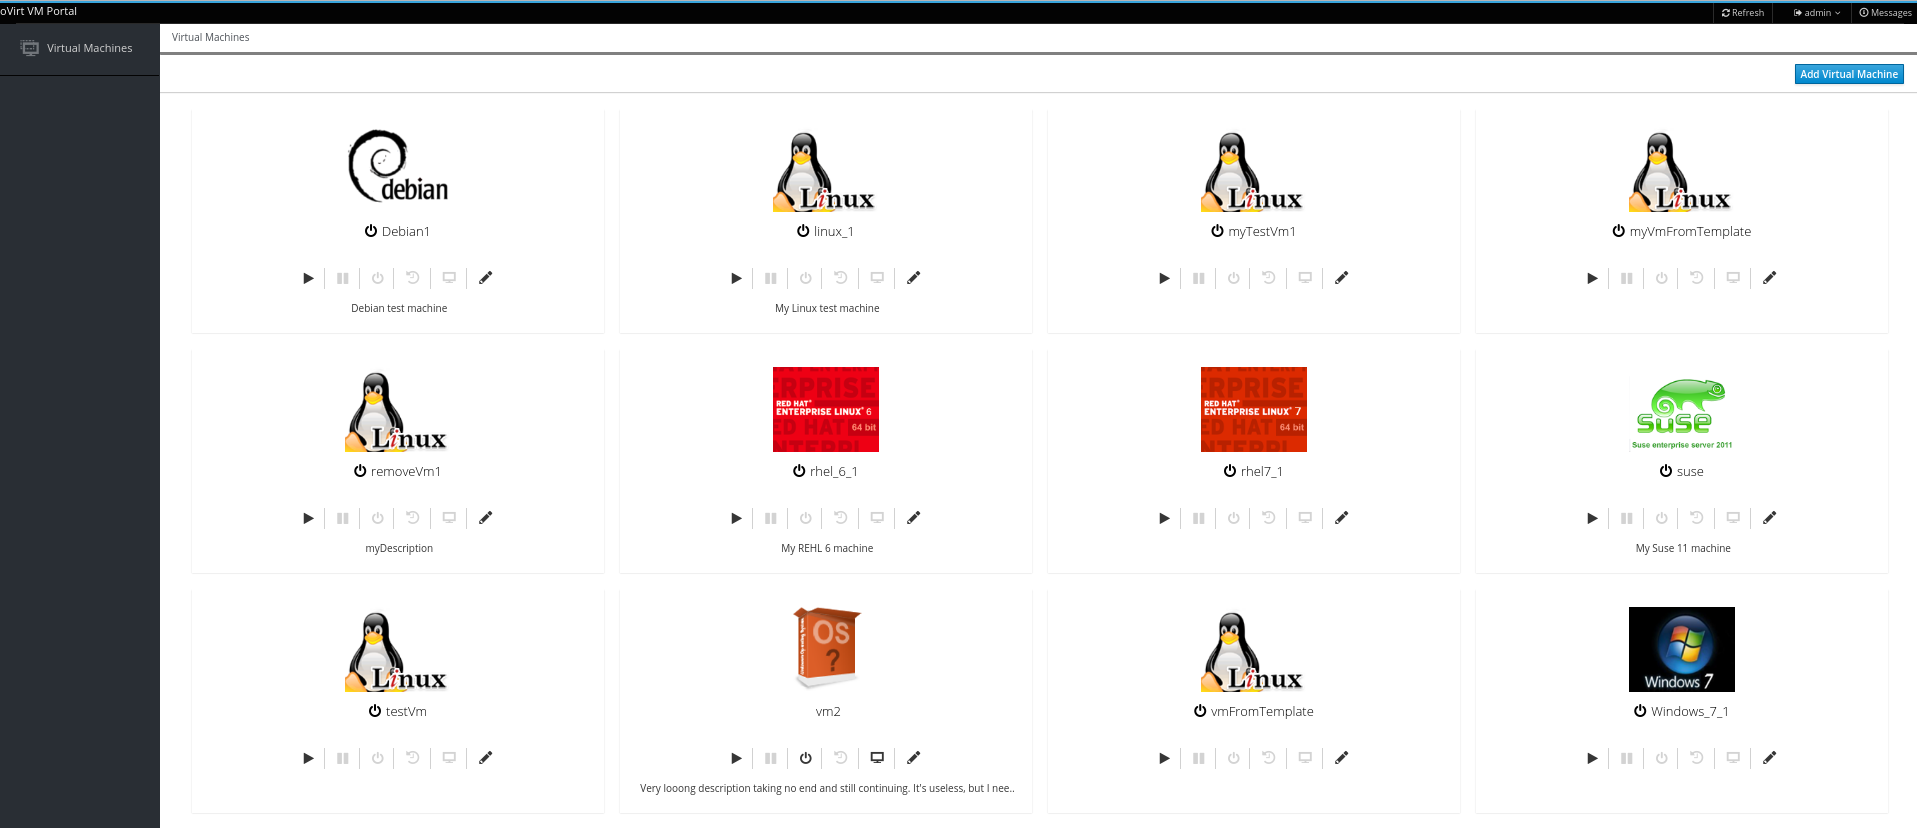 oVirt VM Portal
Refresh
admin
Messages
Virtual Machines
Virtual Machines
Add Virtual Machine
debian
Linux
Linux
Linux
Debian1
linux_1
myTestVm1
myVmFromTemplate
Debian test machine
My Linux test machine
Linux
RED HAT
ENTERPRISE LINUX 6
64 bit
RED HAT
ENTERPRISE LINUX 7
64 bit
suse
Suse enterprise server 2011
removeVm1
rhel_6_1
rhel7_1
suse
myDescription
My REHL 6 machine
My Suse 11 machine
Linux
OS
?
Linux
Windows 7
testVm
vm2
vmFromTemplate
Windows_7_1
Very looong description taking no end and still continuing. It's useless, but I nee..